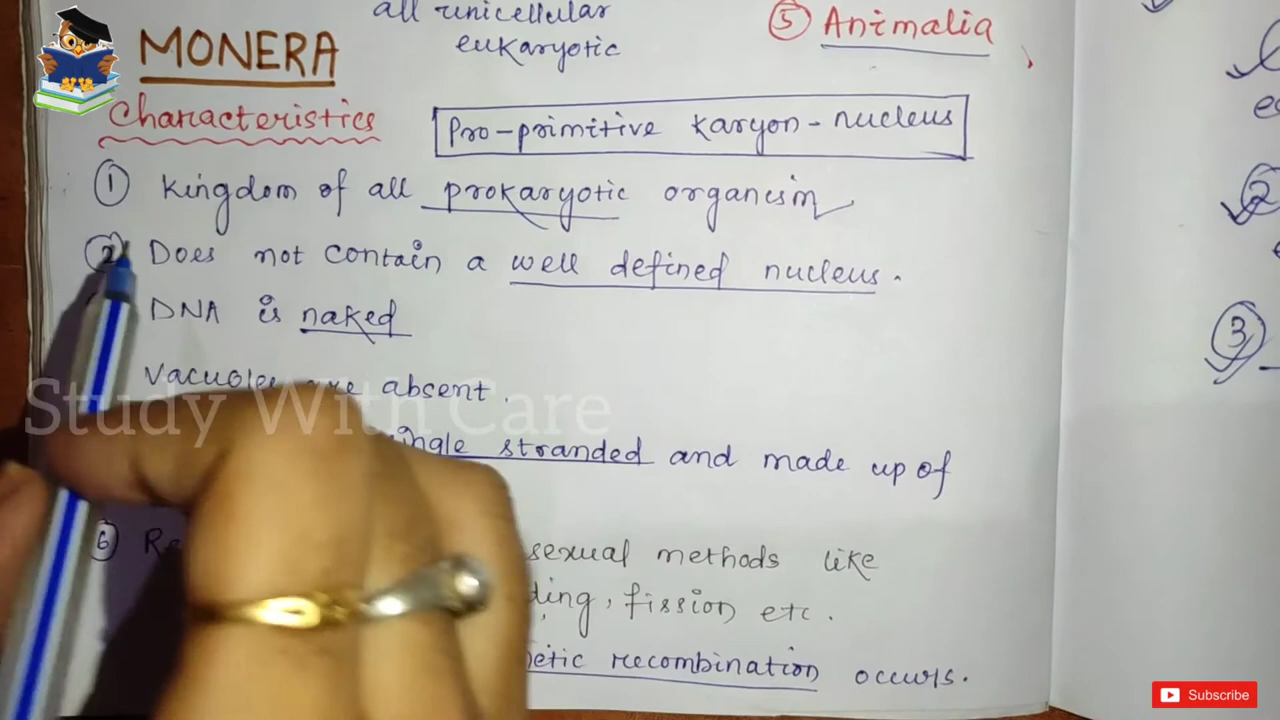 all unicellular
eukaryotic
⑤ Animalia
MONERA
Characteristics
Pro-primitive karyon-nucleus
① Kingdom of all prokaryotic organism
② Does not contain a well defined nucleus.
DNA is naked
Vacuoles are absent.
single stranded and made up of
⑥
sexual methods like
fission etc.
recombination occurs.
③
②
Study With Care
Subscribe